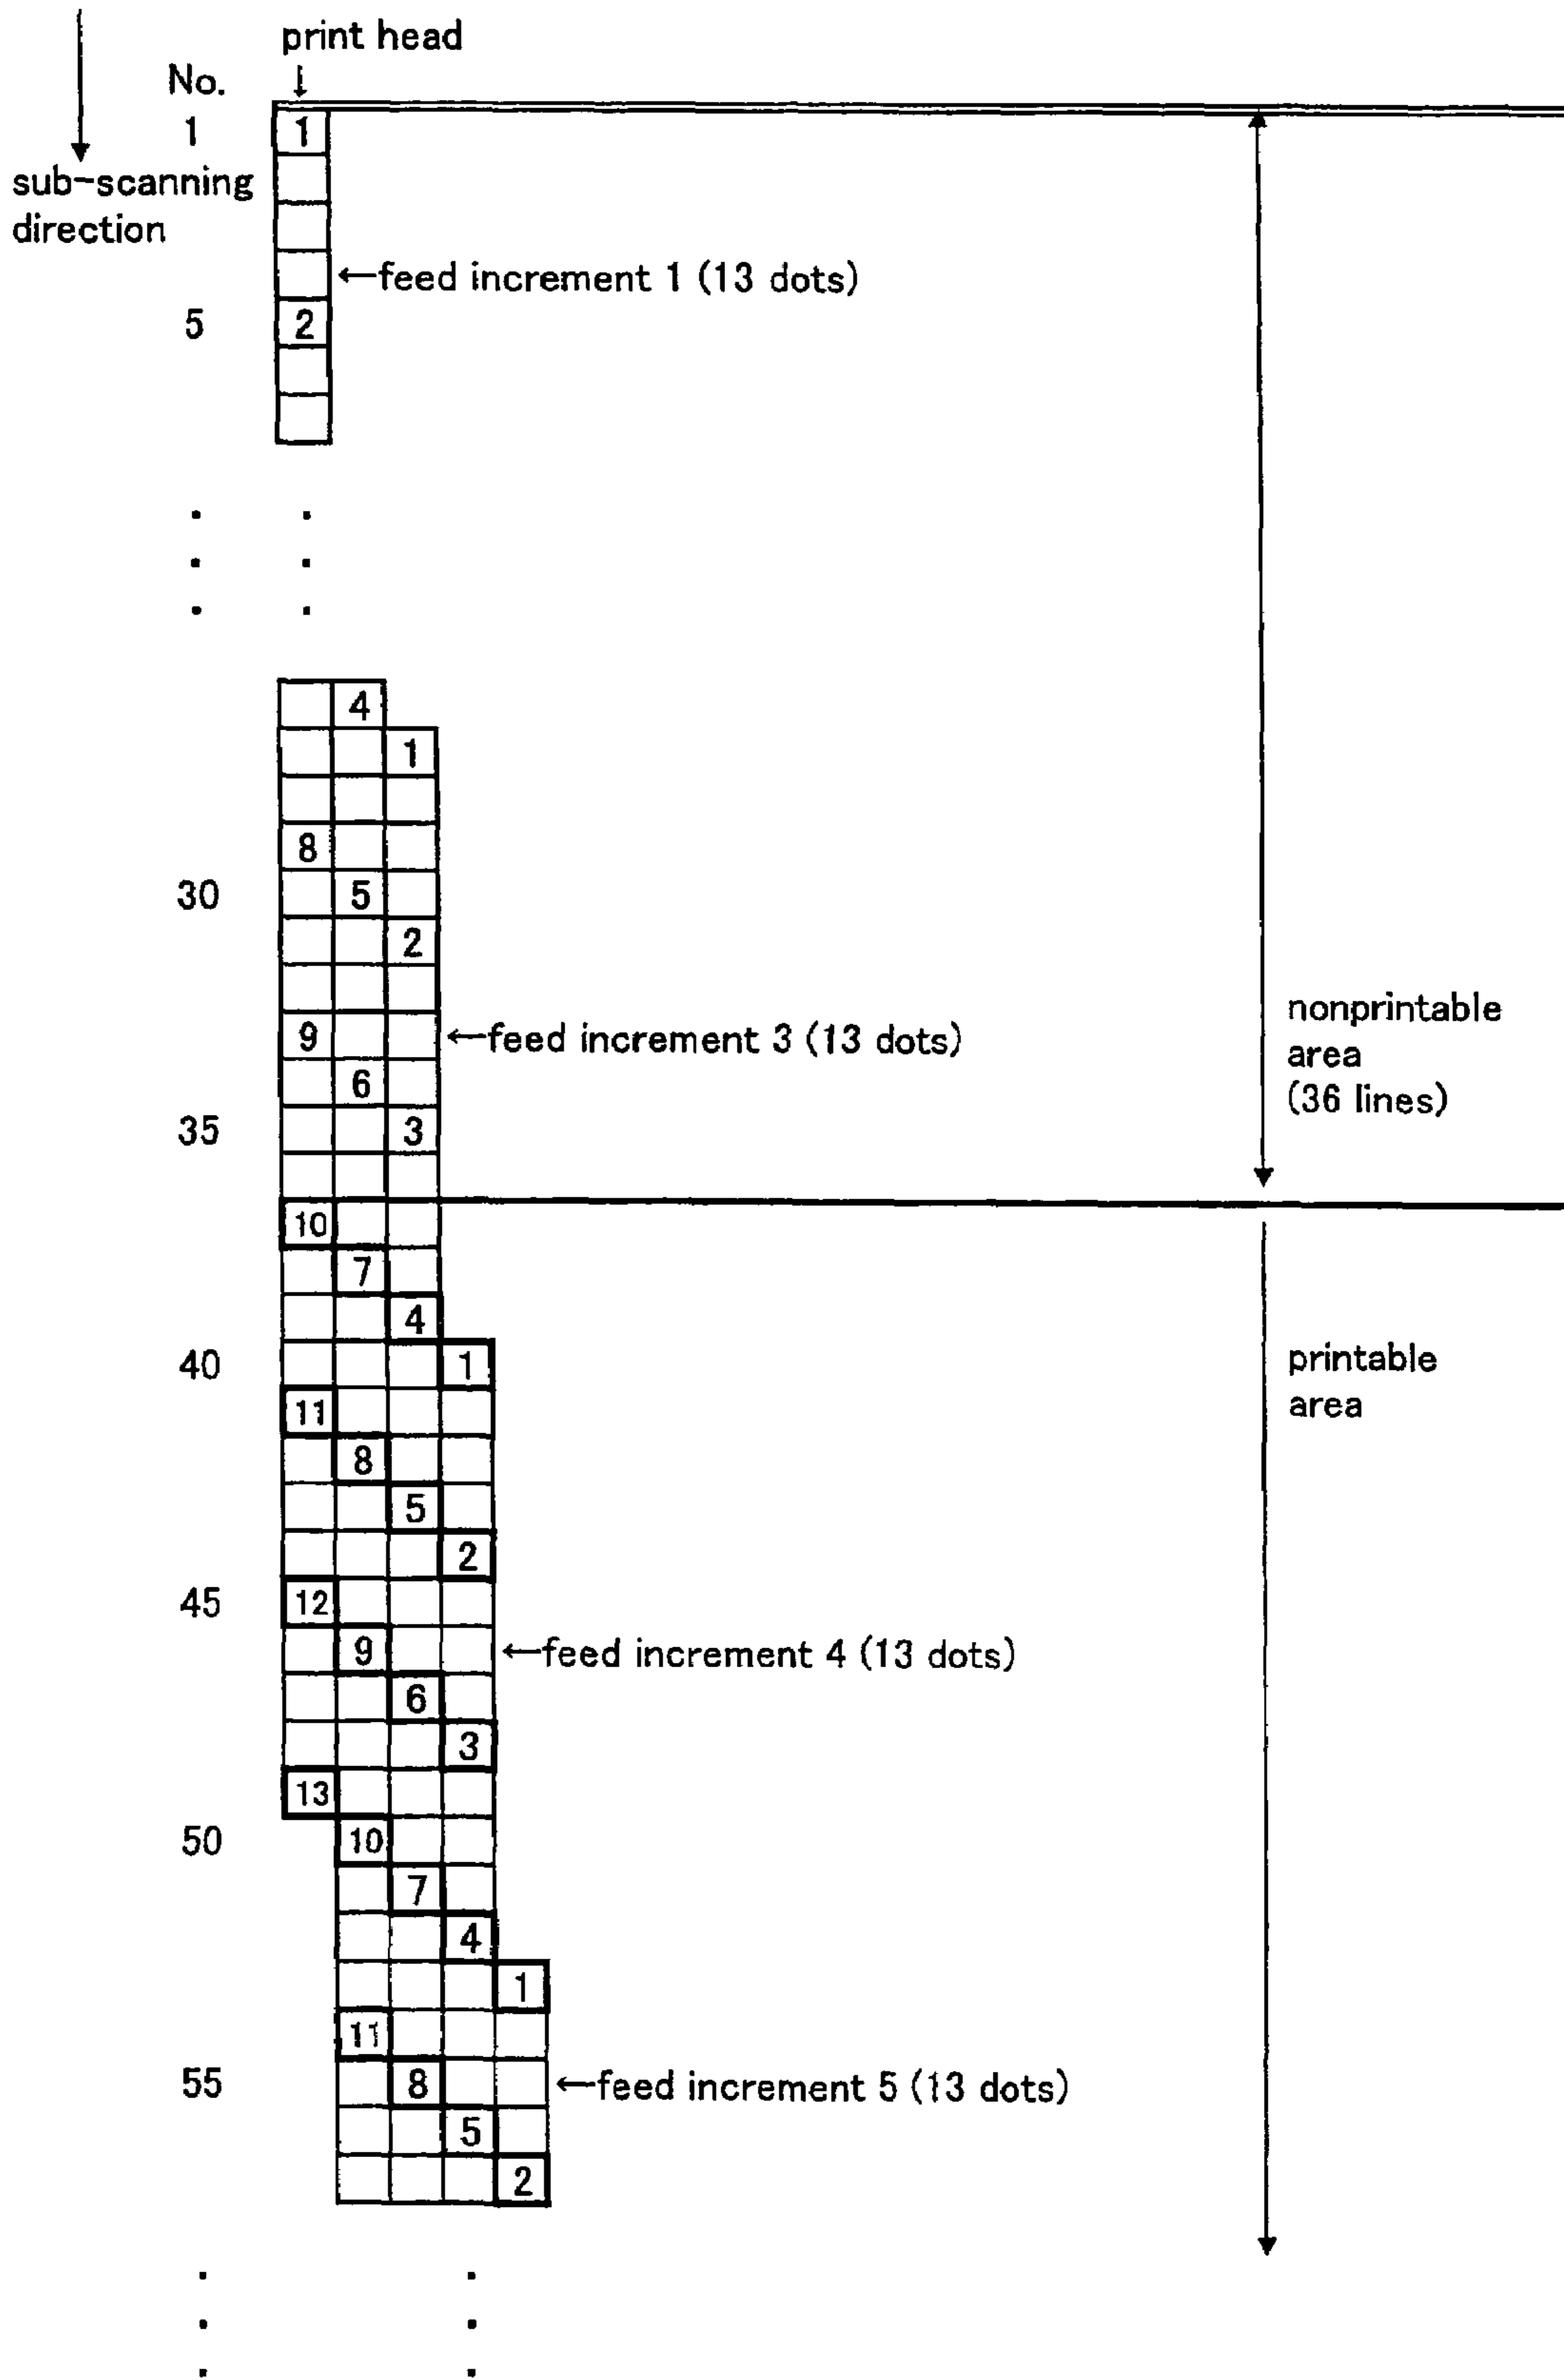 print head
No.
↓
1 1
sub-scanning
direction
←feed increment 1 (13 dots)
5 2
4
1
8
30 5
2
9 ←feed increment 3 (13 dots)
nonprintable
area
(36 lines)
6
35 3
10
7
4
40 1
printable
area
11
8
5
2
45 12
9 ←feed increment 4 (13 dots)
6
3
13
50 10
7
4
1
11
55 8 ←feed increment 5 (13 dots)
5
2